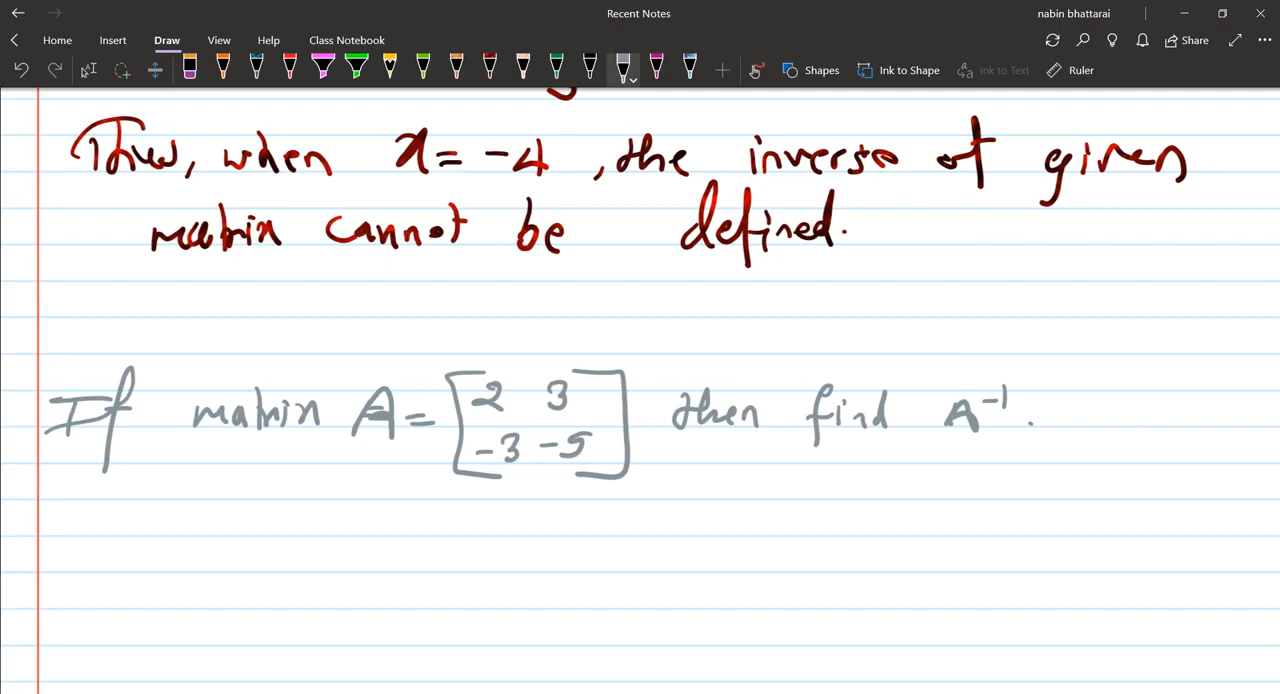 Recent Notes
nabin bhattarai
Home Insert Draw View Help Class Notebook
Share
Shapes Ink to Shape Ink to Text Ruler
Thus, when x = -4, the inverse of given
matrix cannot be defined.
If matrix A = [2 3
-3 -5] then find A⁻¹.